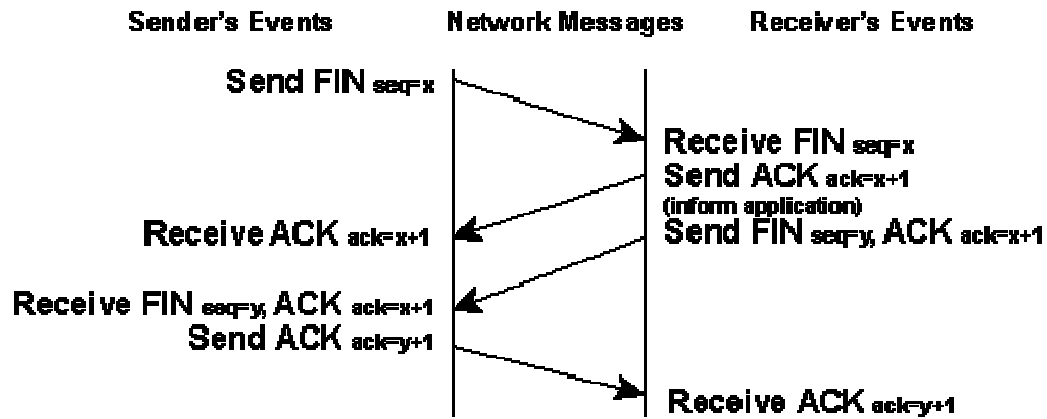 Sender's Events Network Messages Receiver's Events
Send FIN seq=x
Receive FIN seq=x
Send ACK ack=x+1
(inform application)
Receive ACK ack=x+1
Send FIN seq=y, ACK ack=x+1
Receive FIN seq=y, ACK ack=x+1
Send ACK ack=y+1
Receive ACK ack=y+1